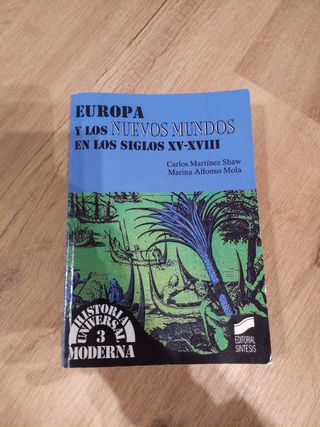 EUROPA
Y LOS NUEVOS MUNDOS
EN LOS SIGLOS XV-XVIII
Carlos Martínez Shaw
Marina Alfonso Mola
HISTORIA
UNIVERSAL
3
MODERNA
EDITORIAL
SINTESIS